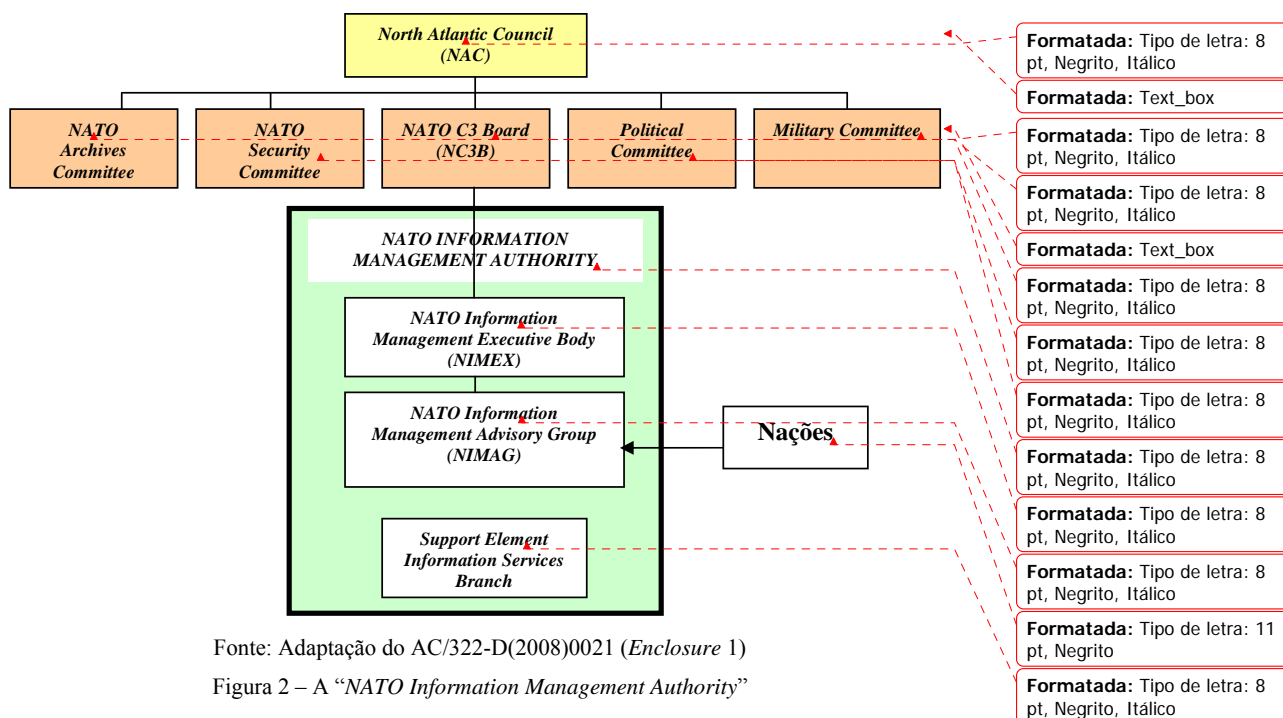 North Atlantic Council
(NAC)
NATO
Archives
Committee
NATO
Security
Committee
NATO C3 Board
(NC3B)
Political
Committee
Military Committee
NATO INFORMATION
MANAGEMENT AUTHORITY
NATO Information
Management Executive Body
(NIMEX)
NATO Information
Management Advisory Group
(NIMAG)
Nações
Support Element
Information Services
Branch
Fonte: Adaptação do AC/322-D(2008)0021 (Enclosure 1)
Figura 2 – A “NATO Information Management Authority”
Formatada: Tipo de letra: 8
pt, Negrito, Itálico
Formatada: Text_box
Formatada: Tipo de letra: 8
pt, Negrito, Itálico
Formatada: Tipo de letra: 8
pt, Negrito, Itálico
Formatada: Text_box
Formatada: Tipo de letra: 8
pt, Negrito, Itálico
Formatada: Tipo de letra: 8
pt, Negrito, Itálico
Formatada: Tipo de letra: 8
pt, Negrito, Itálico
Formatada: Tipo de letra: 8
pt, Negrito, Itálico
Formatada: Tipo de letra: 8
pt, Negrito, Itálico
Formatada: Tipo de letra: 8
pt, Negrito, Itálico
Formatada: Tipo de letra: 11
pt, Negrito
Formatada: Tipo de letra: 8
pt, Negrito, Itálico